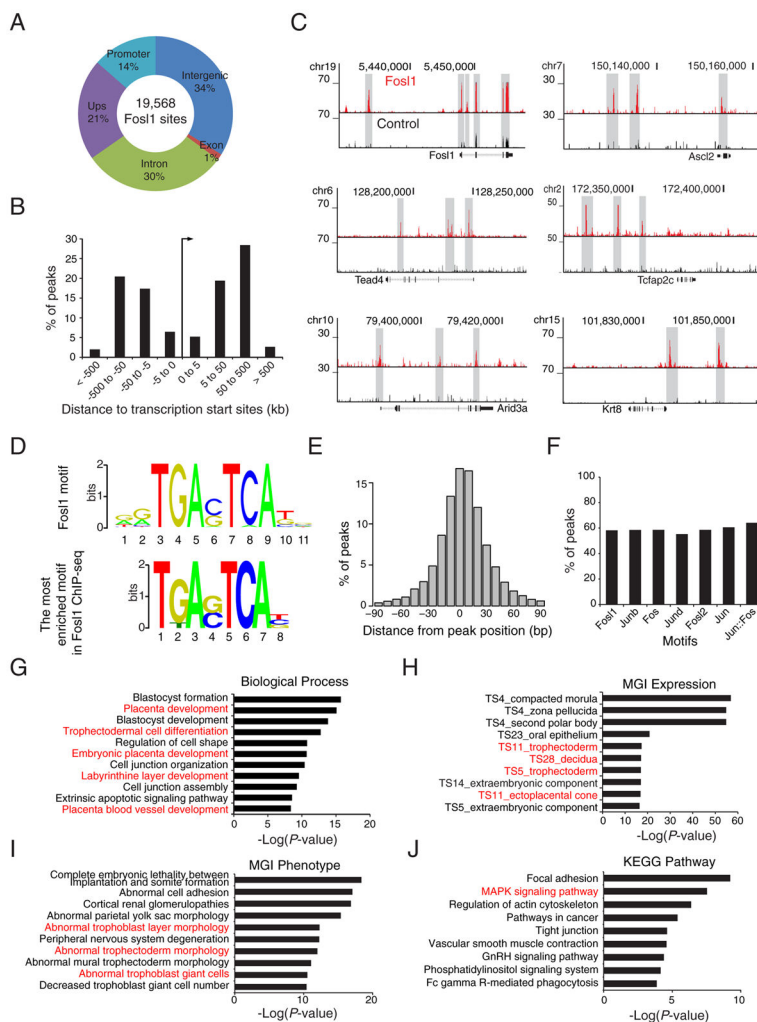 A
Promoter
14%
Intergenic
34%
Ups
21%
19,568
Fosl1 sites
Exon
1%
Intron
30%
B
% of peaks
30
25
20
15
10
5
0
< -500
-500 to -50
-50 to -5
-5 to 0
0 to 5
5 to 50
50 to 500
> 500
Distance to transcription start sites (kb)
C
chr19
5,440,000
5,450,000
70
Fosl1
70
Control
Fosl1
chr7
150,140,000
150,160,000
30
30
Ascl2
chr6
128,200,000
128,250,000
70
70
Tead4
chr2
172,350,000
172,400,000
50
50
Tcfap2c
chr10
79,400,000
79,420,000
30
30
Arid3a
chr15
101,830,000
101,850,000
70
70
Krt8
D
Fosl1 motif
bits
2
1
0
TGA TCA
1 2 3 4 5 6 7 8 9 10 11
The most
enriched motif
in Fosl1 ChIP-seq
bits
2
1
0
TGA TCA
1 2 3 4 5 6 7 8
E
% of peaks
15
10
5
0
−90 −60 −30 0 30 60 90
Distance from peak position (bp)
F
% of peaks
100
80
60
40
20
0
Fosl1
Junb
Fos
Jund
Fosl2
Jun
Jun::Fos
Motifs
G
Biological Process
Blastocyst formation
Placenta development
Blastocyst development
Trophectodermal cell differentiation
Regulation of cell shape
Embryonic placenta development
Cell junction organization
Labyrinthine layer development
Cell junction assembly
Extrinsic apoptotic signaling pathway
Placenta blood vessel development
0 5 10 15 20
-Log(P-value)
H
MGI Expression
TS4_compacted morula
TS4_zona pellucida
TS4_second polar body
TS23_oral epithelium
TS11_trophectoderm
TS28_decidua
TS5_trophectoderm
TS14_extraembryonic component
TS11_ectoplacental cone
TS5_extraembryonic component
0 10 20 30 40 50 60
-Log(P-value)
I
MGI Phenotype
Complete embryonic lethality between
Implantation and somite formation
Abnormal cell adhesion
Cortical renal glomerulopathies
Abnormal parietal yolk sac morphology
Abnormal trophoblast layer morphology
Peripheral nervous system degeneration
Abnormal trophectoderm morphology
Abnormal mural trophectoderm morphology
Abnormal trophoblast giant cells
Decreased trophoblast giant cell number
0 10 20
-Log(P-value)
J
KEGG Pathway
Focal adhesion
MAPK signaling pathway
Regulation of actin cytoskeleton
Pathways in cancer
Tight junction
Vascular smooth muscle contraction
GnRH signaling pathway
Phosphatidylinositol signaling system
Fc gamma R-mediated phagocytosis
0 5 10
-Log(P-value)